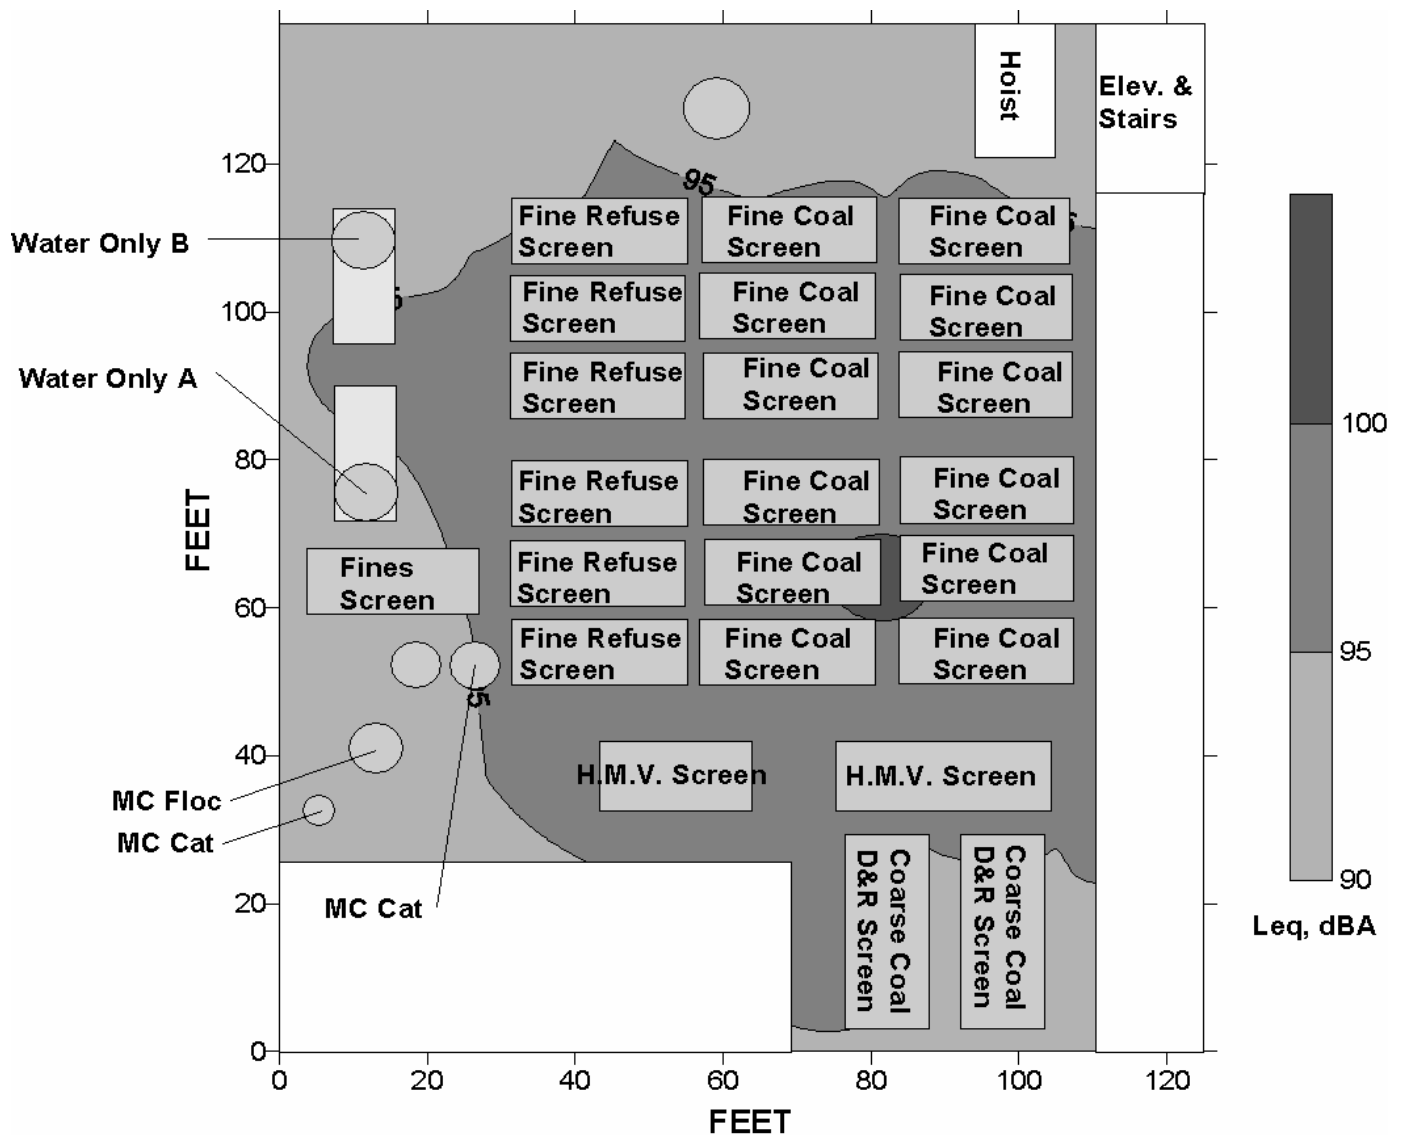 Hoist
Elev. &
Stairs
120
95
Fine Refuse
Screen
Fine Coal
Screen
Fine Coal
Screen
Water Only B
Fine Refuse
Screen
Fine Coal
Screen
Fine Coal
Screen
100
Water Only A
Fine Refuse
Screen
Fine Coal
Screen
Fine Coal
Screen
100
80
Fine Refuse
Screen
Fine Coal
Screen
Fine Coal
Screen
FEET
Fines
Screen
Fine Refuse
Screen
Fine Coal
Screen
Fine Coal
Screen
60
Fine Refuse
Screen
Fine Coal
Screen
Fine Coal
Screen
95
40
H.M.V. Screen
H.M.V. Screen
MC Floc
MC Cat
MC Cat
Coarse Coal
D&R Screen
Coarse Coal
D&R Screen
90
Leq, dBA
20
0
0 20 40 60 80 100 120
FEET